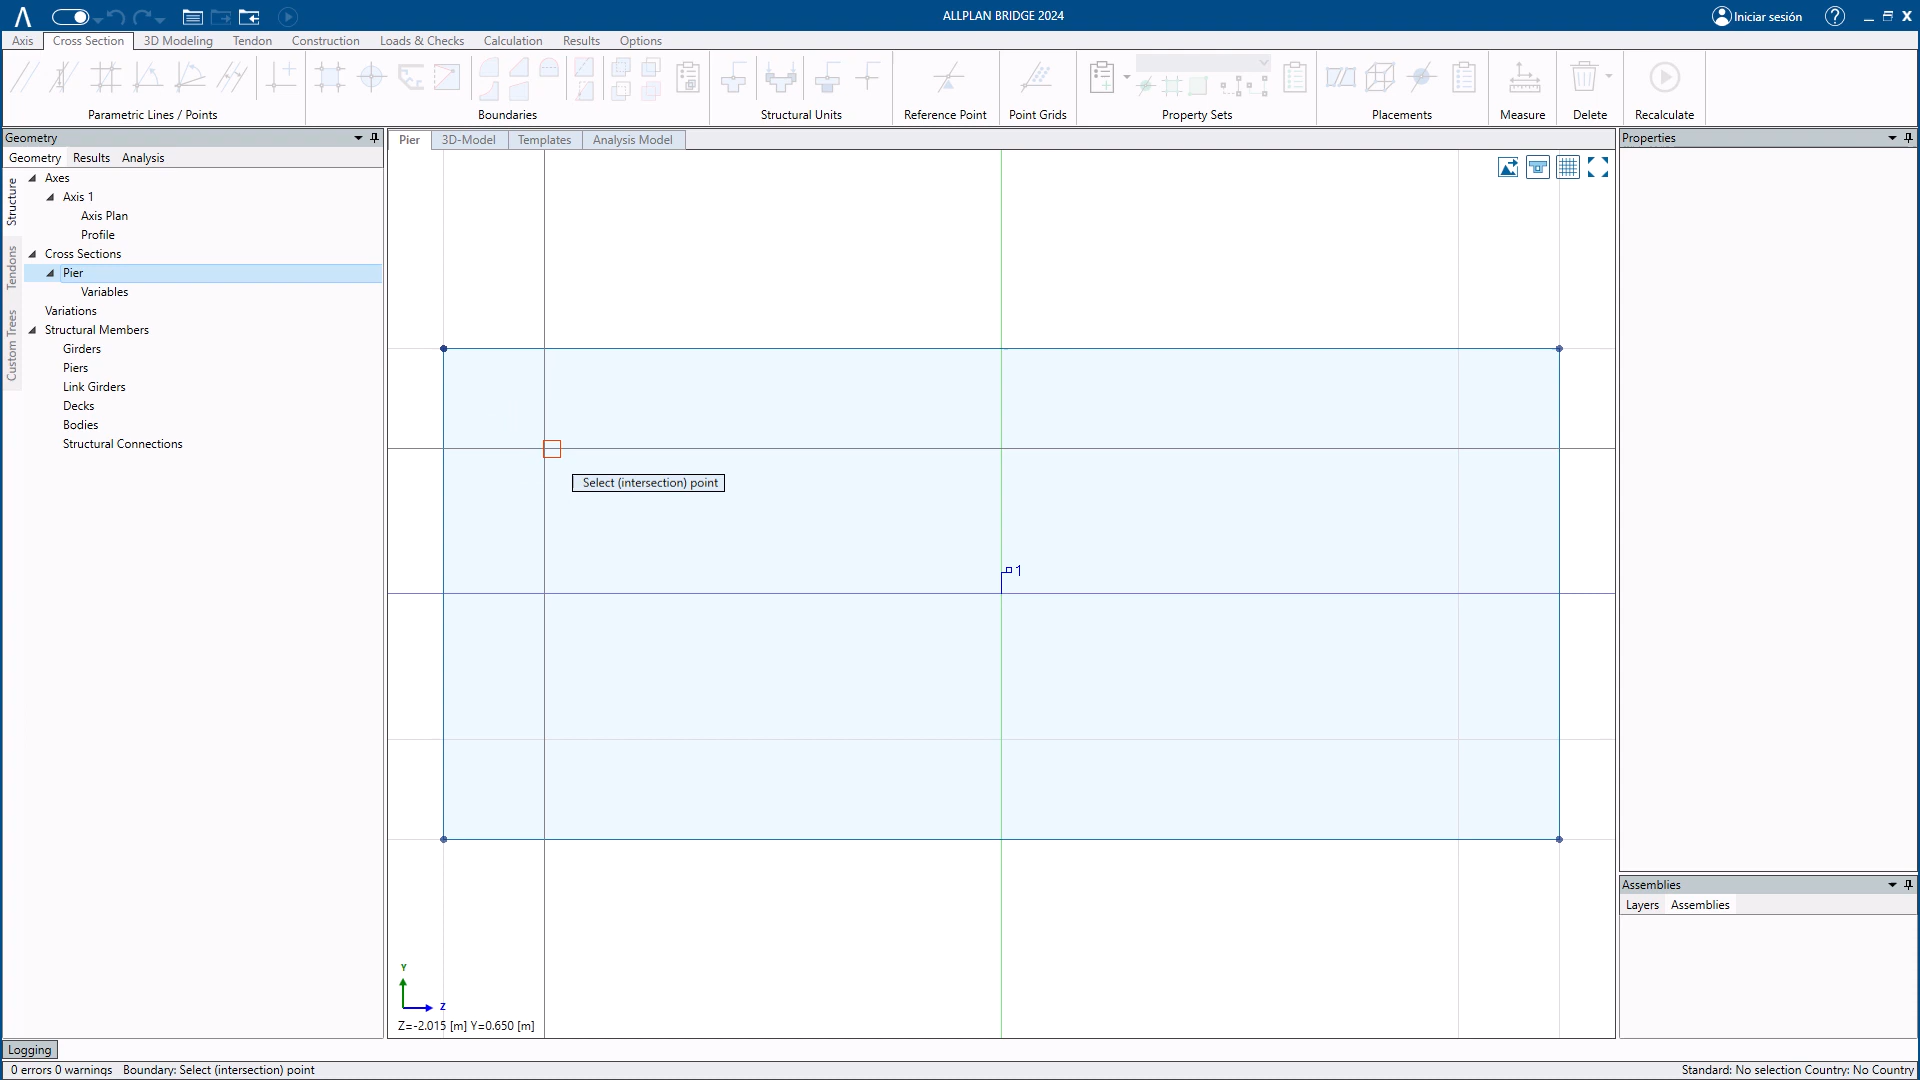 ALLPLAN BRIDGE 2024
Iniciar sesión
Axis Cross Section 3D Modeling Tendon Construction Loads & Checks Calculation Results Options
Parametric Lines / Points Boundaries Structural Units Reference Point Point Grids Property Sets Placements Measure Delete Recalculate
Geometry
Geometry Results Analysis
Structure
Tendons
Custom Trees
Axes
Axis 1
Axis Plan
Profile
Cross Sections
Pier
Variables
Variations
Structural Members
Girders
Piers
Link Girders
Decks
Bodies
Structural Connections
Pier 3D-Model Templates Analysis Model
Select (intersection) point
1
Y
Z
Z=-2.015 [m] Y=0.650 [m]
Properties
Assemblies
Layers Assemblies
Logging
0 errors 0 warnings Boundary: Select (intersection) point
Standard: No selection Country: No Country